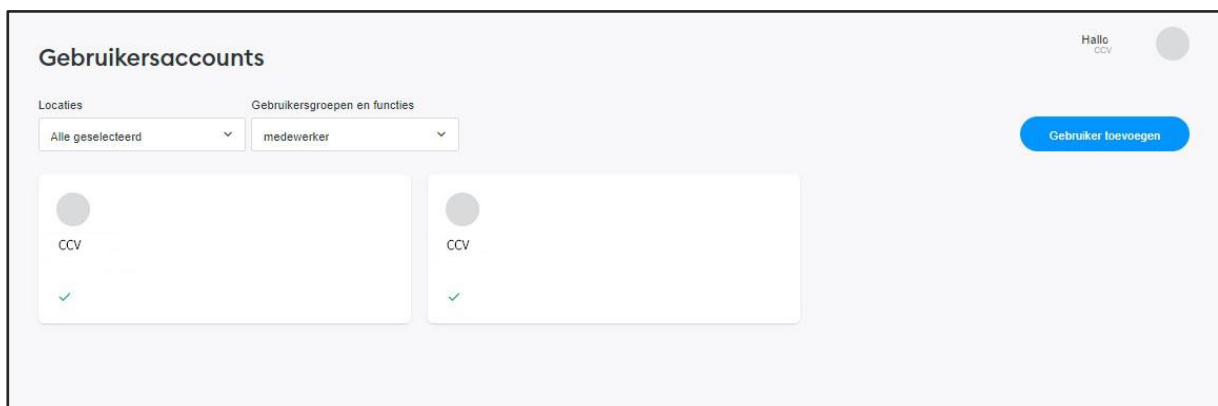 Hallo
CCV
Gebruikersaccounts
Locaties
Gebruikersgroepen en functies
Alle geselecteerd
medewerker
Gebruiker toevoegen
CCV
CCV